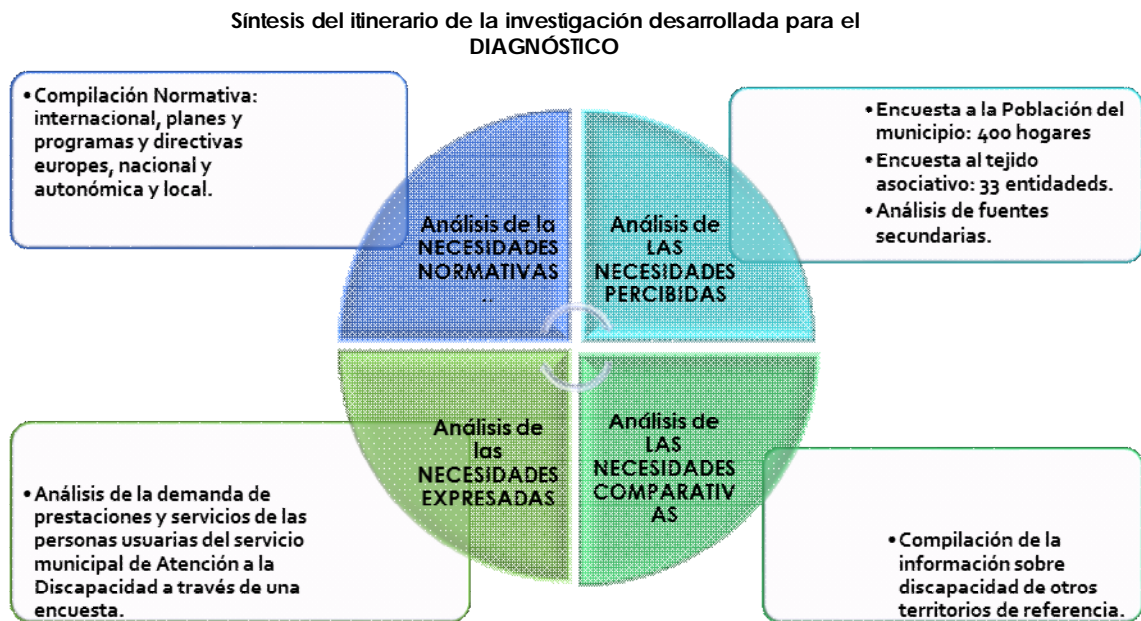 Síntesis del itinerario de la investigación desarrollada para el
DIAGNÓSTICO
•Compilación Normativa:
internacional, planes y
programas y directivas
europes, nacional y
autonómica y local.
•Encuesta a la Población del
municipio: 400 hogares
•Encuesta al tejido
asociativo: 33 entidadeds.
•Análisis de fuentes
secundarias.
Análisis de la
NECESIDADES
NORMATIVAS
..
Análisis de
LAS
NECESIDADES
PERCIBIDAS
Análisis de
las
NECESIDADES
EXPRESADAS
Análisis de
LAS
NECESIDADES
COMPARATIV
AS
•Análisis de la demanda de
prestaciones y servicios de las
personas usuarias del servicio
municipal de Atención a la
Discapacidad a través de una
encuesta.
•Compilación de la
información sobre
discapacidad de otros
territorios de referencia.